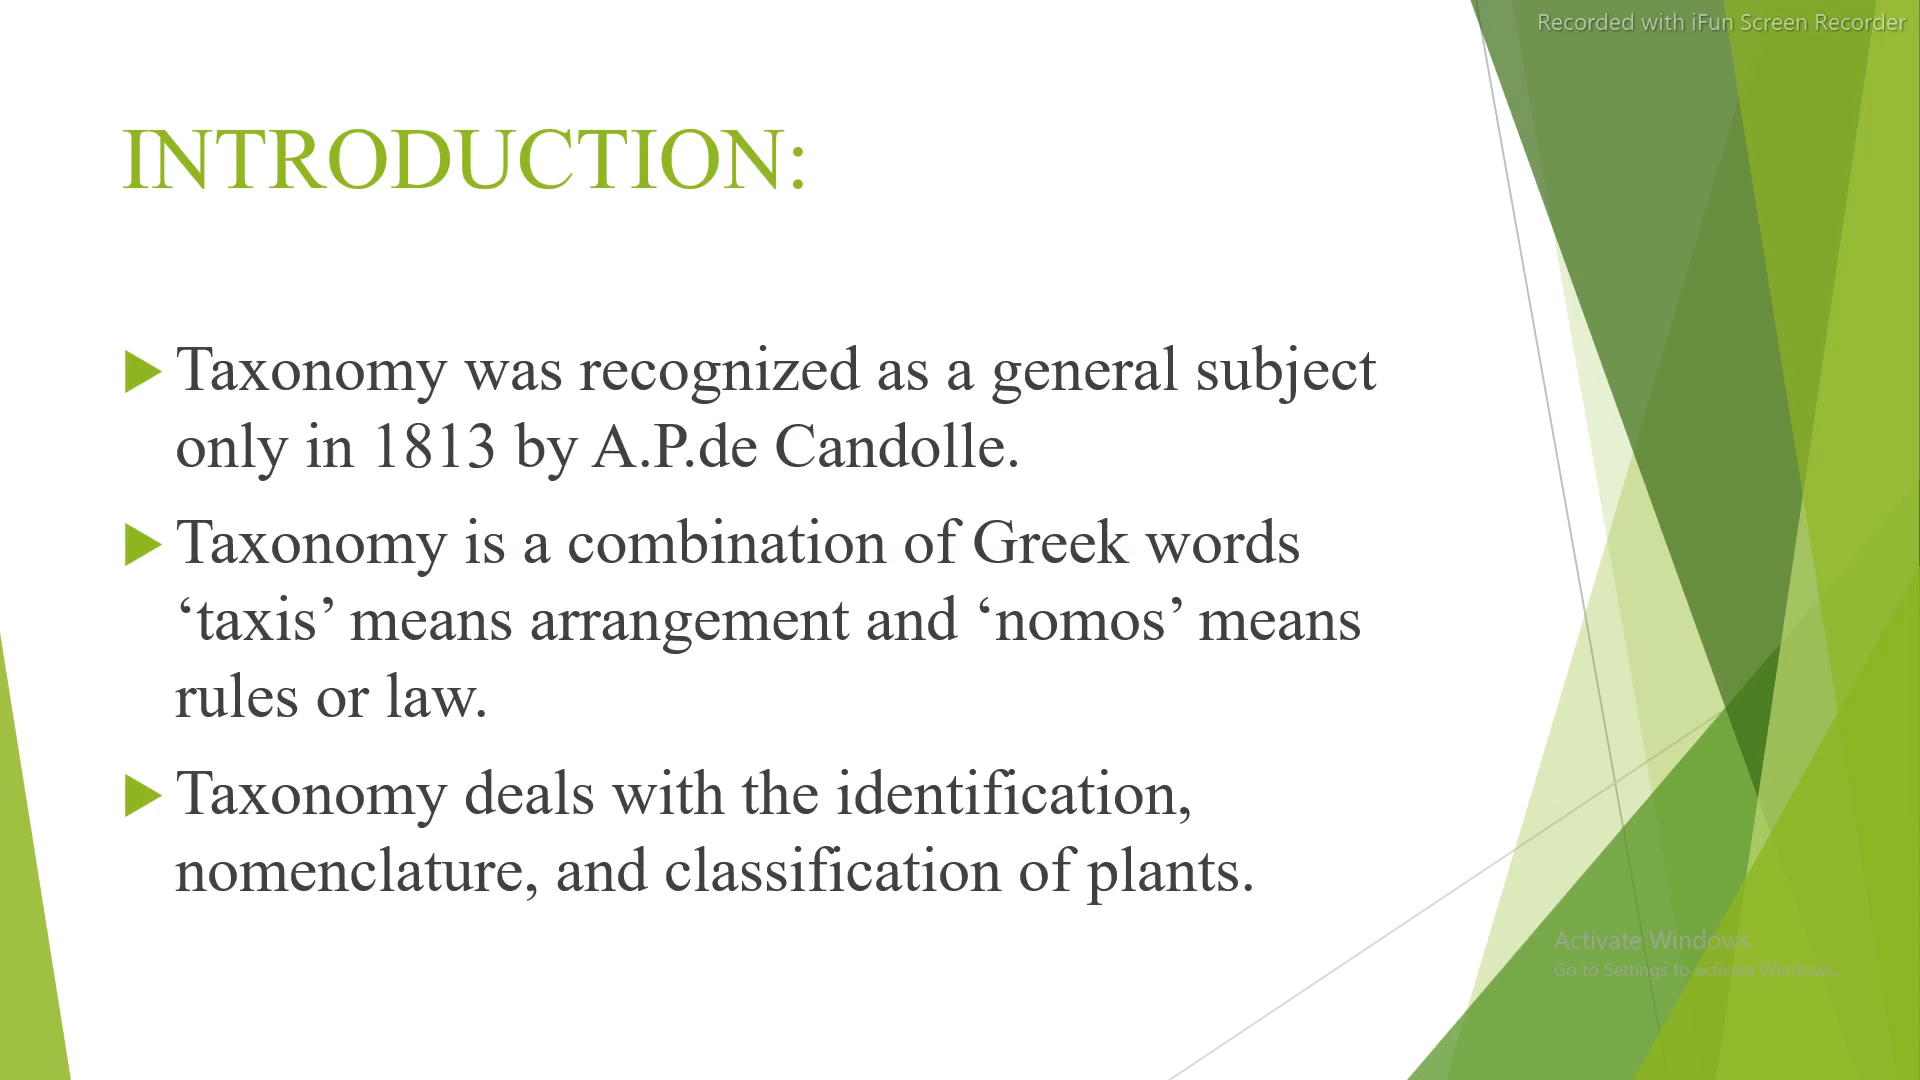 Recorded with iFun Screen Recorder
INTRODUCTION:
Taxonomy was recognized as a general subject
only in 1813 by A.P.de Candolle.
Taxonomy is a combination of Greek words
‘taxis’ means arrangement and ‘nomos’ means
rules or law.
Taxonomy deals with the identification,
nomenclature, and classification of plants.
Activate Windows
Go to Settings to activate Windows.